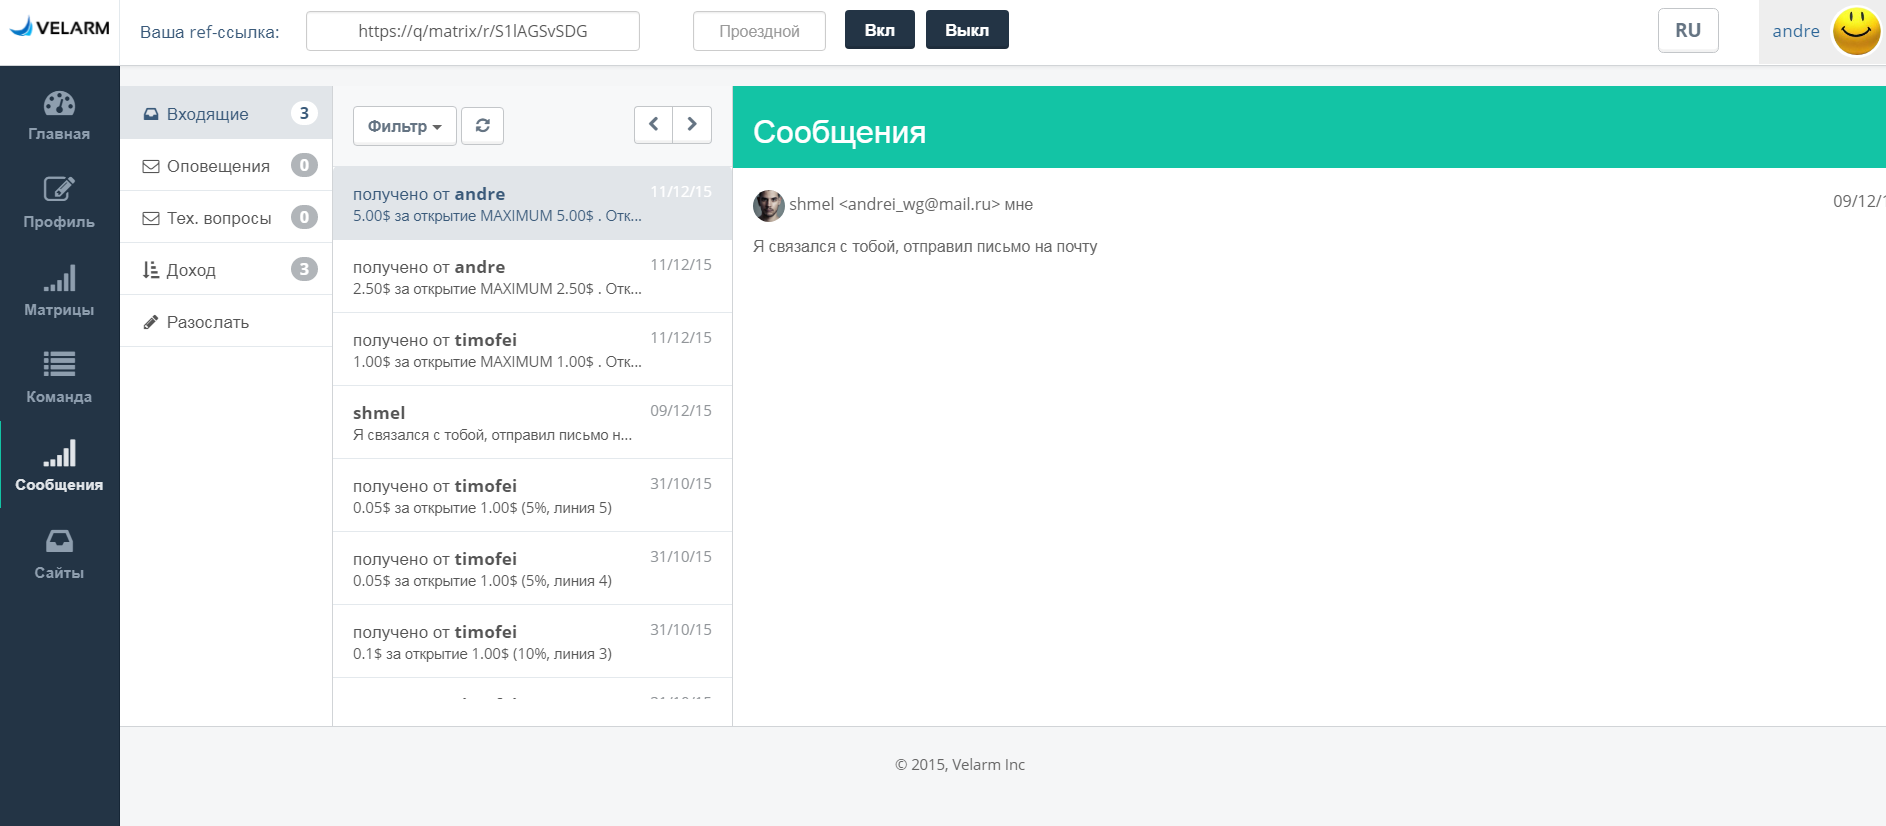 VELARM
Ваша ref-ссылка:
https://q/matrix/r/S1lAGSvSDG
Проездной
Вкл
Выкл
RU
andre
Главная
Профиль
Матрицы
Команда
Сообщения
Сайты
Входящие 3
Оповещения 0
Тех. вопросы 0
Доход 3
Разослать
Фильтр
получено от andre 11/12/15
5.00$ за открытие MAXIMUM 5.00$ . Отк...
получено от andre 11/12/15
2.50$ за открытие MAXIMUM 2.50$ . Отк...
получено от timofei 11/12/15
1.00$ за открытие MAXIMUM 1.00$ . Отк...
shmel 09/12/15
Я связался с тобой, отправил письмо н...
получено от timofei 31/10/15
0.05$ за открытие 1.00$ (5%, линия 5)
получено от timofei 31/10/15
0.05$ за открытие 1.00$ (5%, линия 4)
получено от timofei 31/10/15
0.1$ за открытие 1.00$ (10%, линия 3)
Сообщения
shmel <andrei_wg@mail.ru> мне 09/12/1
Я связался с тобой, отправил письмо на почту
© 2015, Velarm Inc